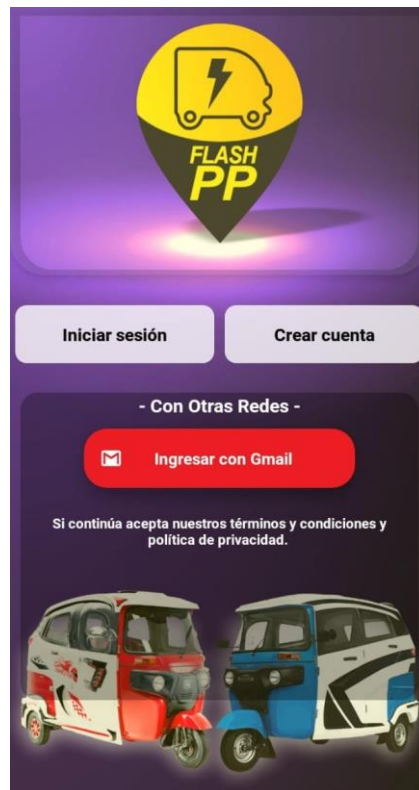 FLASH
PP
Iniciar sesión
Crear cuenta
- Con Otras Redes -
Ingresar con Gmail
Si continúa acepta nuestros términos y condiciones y
política de privacidad.